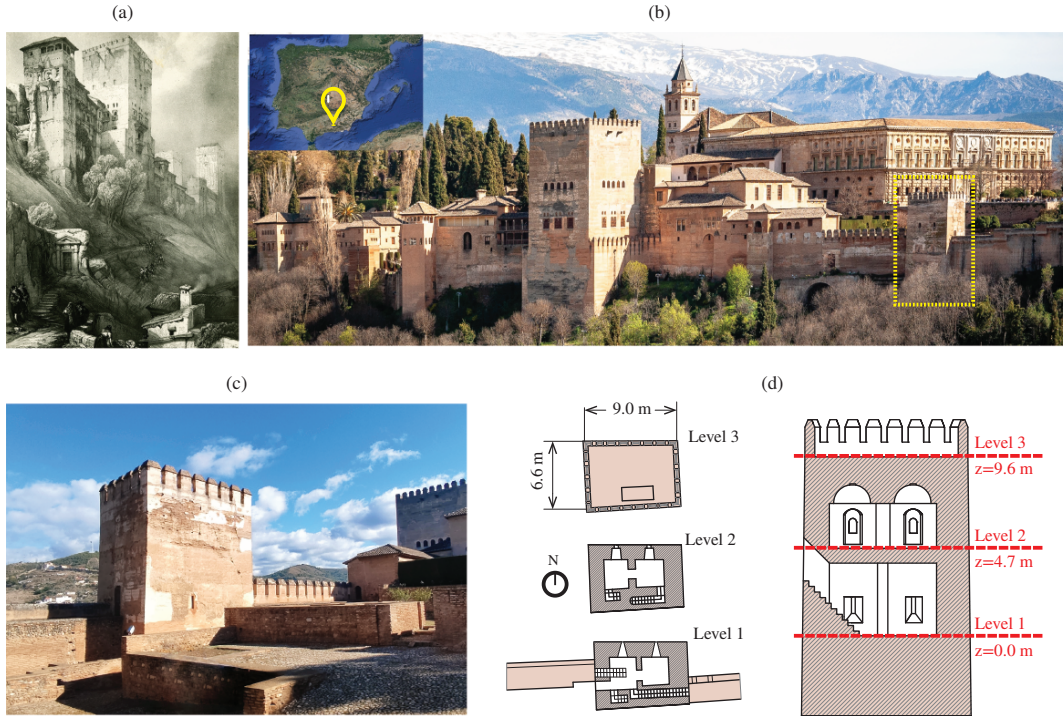 (a)
(b)
(c)
(d)
9.0 m
6.6 m
Level 3
Level 2
N
Level 1
Level 3
z=9.6 m
Level 2
z=4.7 m
Level 1
z=0.0 m